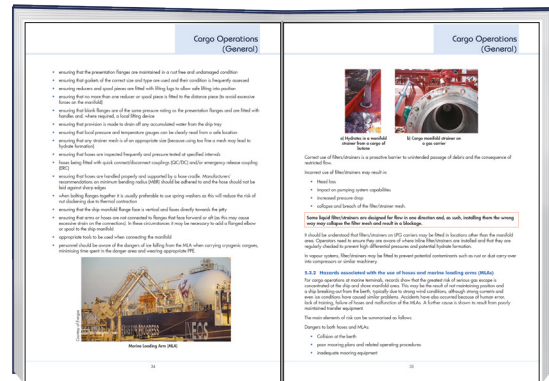 Cargo Operations
(General)
• ensuring that the presentation flanges are maintained in a rust free and undamaged condition
• ensuring that gaskets of the correct size and type are used and their condition is frequently assessed
• ensuring reducers and spool pieces are fitted with lifting lugs to allow safe lifting into position
• ensuring that no more than one reducer or spool piece is fitted to the distance piece (to avoid excessive
forces on the manifold)
• ensuring that blank flanges are of the same pressure rating as the presentation flanges and are fitted with
handles and, where required, a local lifting device
• ensuring that provision is made to drain off any accumulated water from the ship tray
• ensuring that local pressure and temperature gauges can be clearly read from a safe location
• ensuring that any strainer mesh is of an appropriate size (because using too fine a mesh may lead to
hydrate formation)
• ensuring that the hoses are inspected frequently and pressure tested at specified intervals
• hoses being fitted with quick connect/disconnect couplings (QC/DC) and/or emergency release coupling
(ERC)
• ensuring that hoses are handled properly and supported by a hose cradle. Manufacturers'
recommendations on minimum bending radius (MBR) should be adhered to and the hose should not be
laid against sharp edges
• when bolting flanges together it is usually preferable to use spring washers as this will reduce the risk of
nut slackening due to thermal contraction
• ensuring that the ship manifold flange face is vertical and faces directly towards the jetty
• ensuring that arms or hoses are not connected to flanges that face forward or aft (as this may cause
excessive strain on the connections). In these circumstances it may be necessary to add a flanged elbow
or spool to the ship manifold
• appropriate tools to be used when connecting the manifold
• personnel should be aware of the dangers of ice falling from the MLA when carrying cryogenic cargoes,
minimising time spent in the danger area and wearing appropriate PPE.
INEOS
Marine Loading Arm (MLA)
34
Cargo Operations
(General)
a) Hydrates in a manifold
strainer from a cargo of
butane
b) Cargo manifold strainer on
a gas carrier
Correct use of filters/strainers is a proactive barrier to unintended passage of debris and the consequence of
restricted flow.
Incorrect use of filters/strainers may result in:
• Head loss
• impact on pumping system capabilities
• increased pressure drop
• collapse and breach of the filter/strainer mesh.
Some liquid filters/strainers are designed for flow in one direction and, as such, installing them the wrong
way may collapse the filter mesh and result in a blockage.
It should be understood that filters/strainers on LPG carriers may be fitted in locations other than the manifold
area. Operators need to ensure they are aware of where inline filters/strainers are installed and that they are
regularly checked to prevent high differential pressures and potential hydrate formation.
In vapour systems, filters/strainers may be fitted to prevent potential contaminants such as rust or dust carry-over
into compressors or similar machinery.
5.2.2 Hazards associated with the use of hoses and marine loading arms (MLAs)
For cargo operations at marine terminals, records show that the greatest risk of cargo escape is
concentrated at the ship and shore manifold areas. This may be the result of not maintaining position and
a ship breaking-out from the berth, typically due to strong wind conditions, although strong currents and
even ice conditions have caused similar problems. Accidents have also occurred because of human error,
lack of training, failure of hoses and malfunction of the MLAs. A further cause is shown to result from poorly
maintained transfer equipment.
The main elements of risk can be summarised as follows:
Dangers to both hoses and MLAs:
• Collision at the berth
• poor mooring plans and related operating procedures
• inadequate mooring equipment